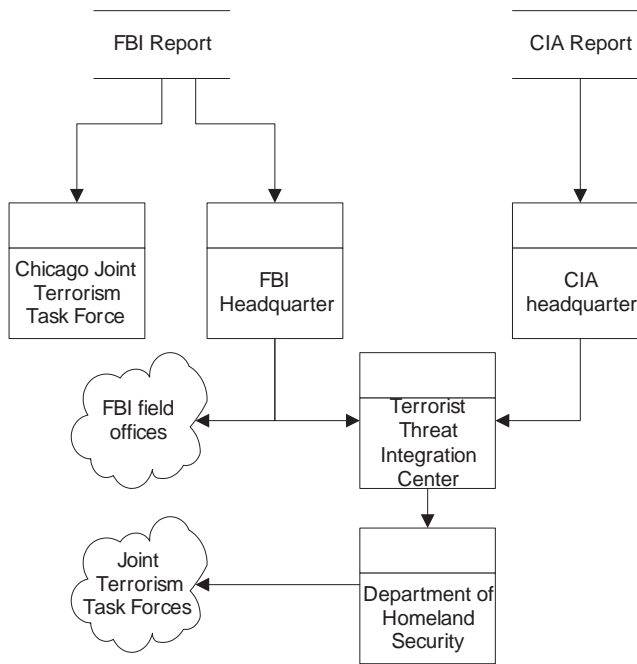 FBI Report
CIA Report
Chicago Joint
Terrorism
Task Force
FBI
Headquarter
CIA
headquarter
FBI field
offices
Terrorist
Threat
Integration
Center
Joint
Terrorism
Task Forces
Department of
Homeland
Security